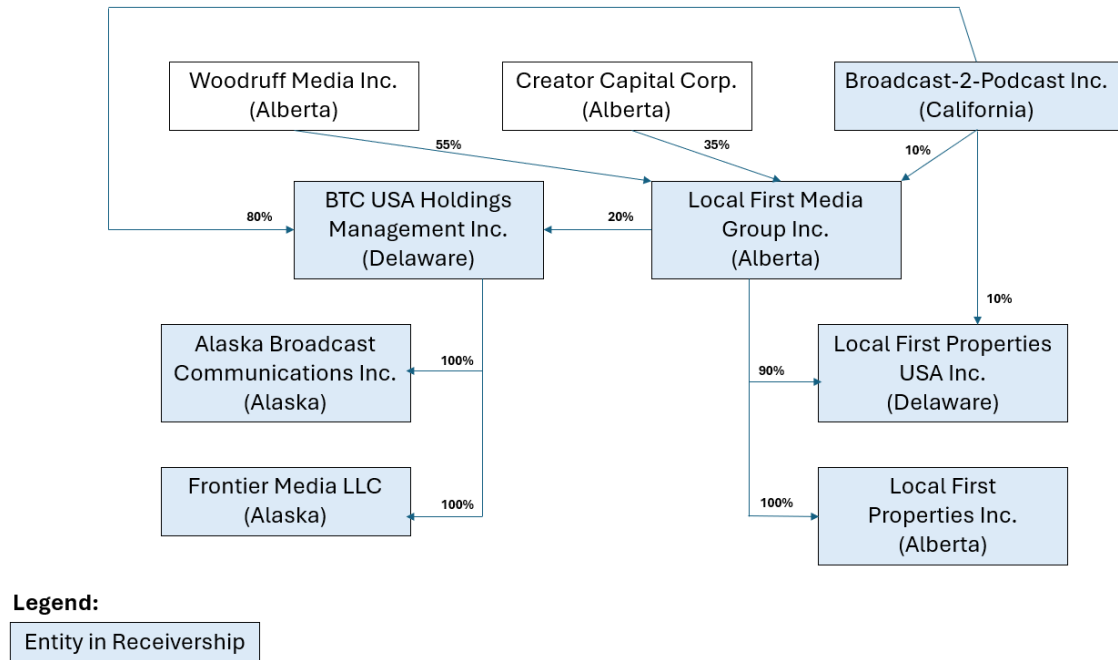 Woodruff Media Inc.
(Alberta)
Creator Capital Corp.
(Alberta)
Broadcast-2-Podcast Inc.
(California)
55%
35%
10%
BTC USA Holdings
Management Inc.
(Delaware)
Local First Media
Group Inc.
(Alberta)
80%
20%
10%
Alaska Broadcast
Communications Inc.
(Alaska)
100%
Local First Properties
USA Inc.
(Delaware)
90%
Frontier Media LLC
(Alaska)
100%
Local First
Properties Inc.
(Alberta)
100%
Legend:
Entity in Receivership